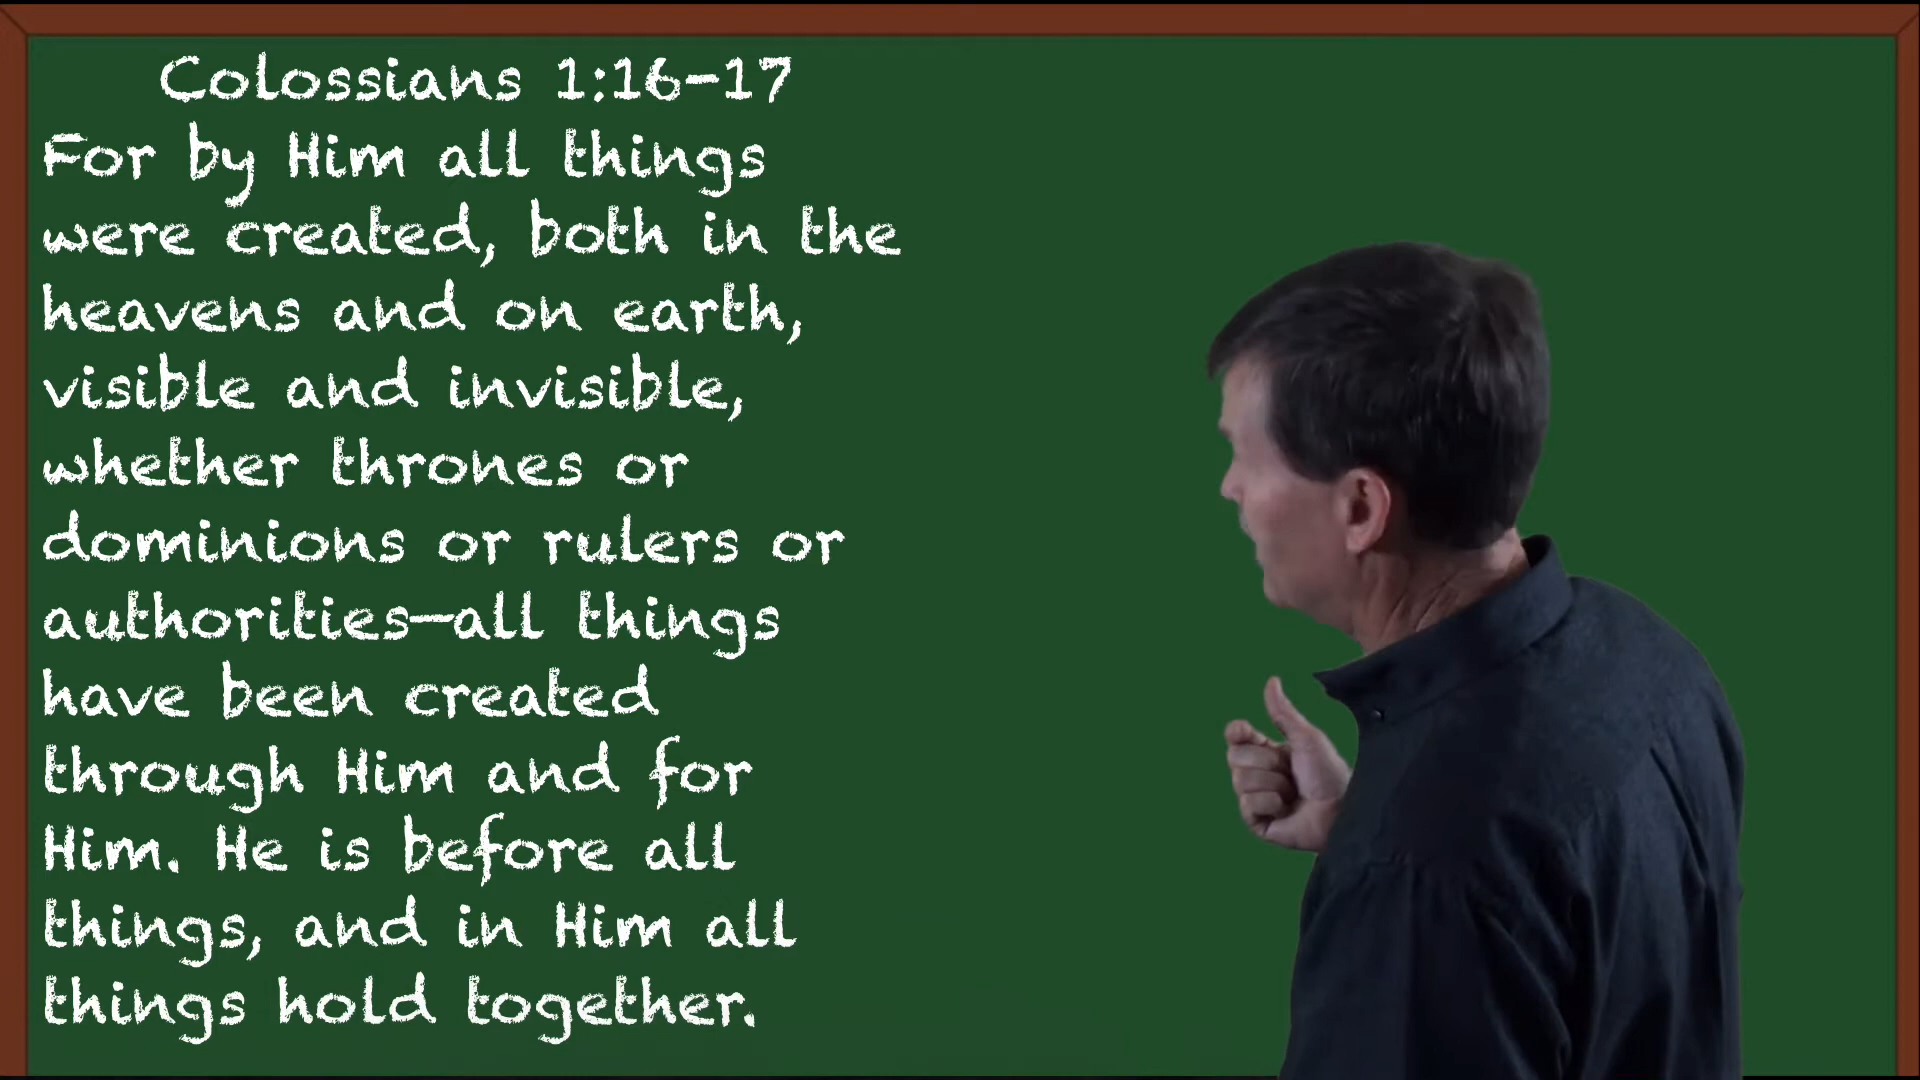 Colossians 1:16-17
For by Him all things
were created, both in the
heavens and on earth,
visible and invisible,
whether thrones or
dominions or rulers or
authorities—all things
have been created
through Him and for
Him. He is before all
things, and in Him all
things hold together.